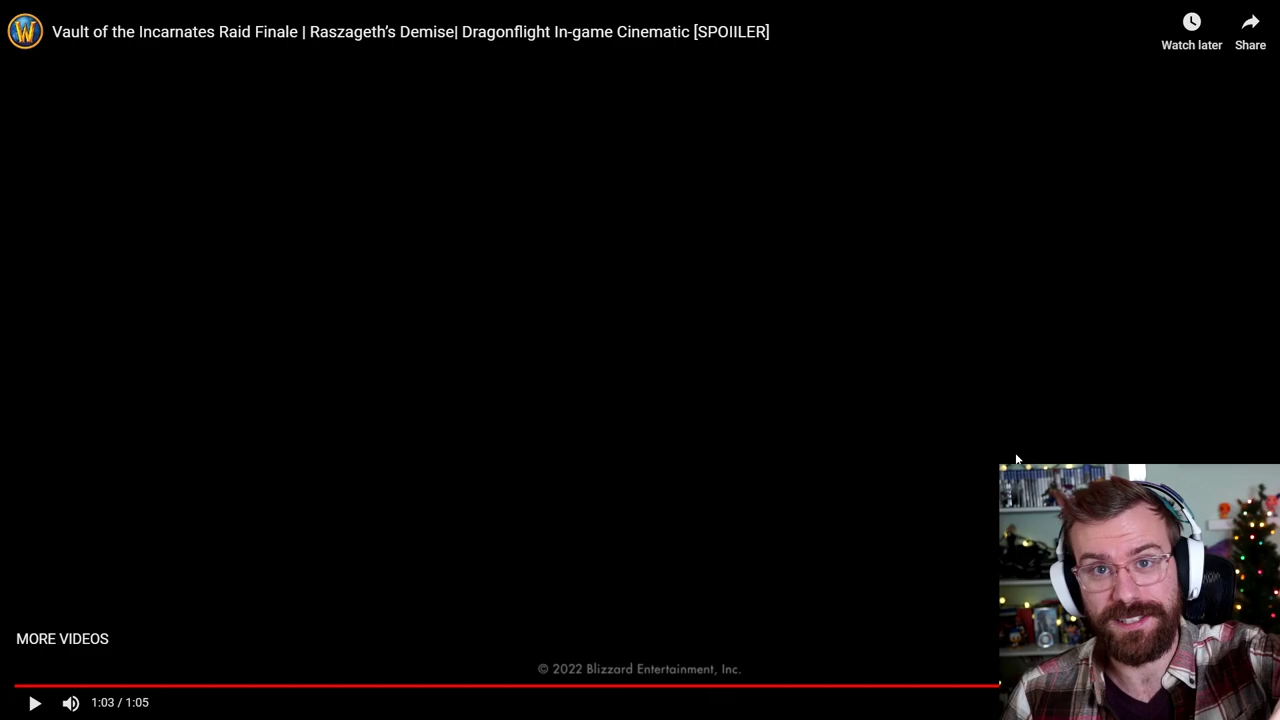 Vault of the Incarnates Raid Finale | Raszageth’s Demise| Dragonflight In-game Cinematic [SPOIILER]
Watch later
Share
MORE VIDEOS
© 2022 Blizzard Entertainment, Inc.
1:03 / 1:05